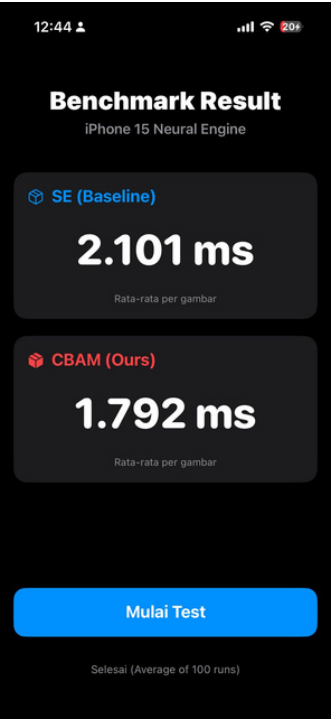 12:44
20+
Benchmark Result
iPhone 15 Neural Engine
SE (Baseline)
2.101 ms
Rata-rata per gambar
CBAM (Ours)
1.792 ms
Rata-rata per gambar
Mulai Test
Selesai (Average of 100 runs)